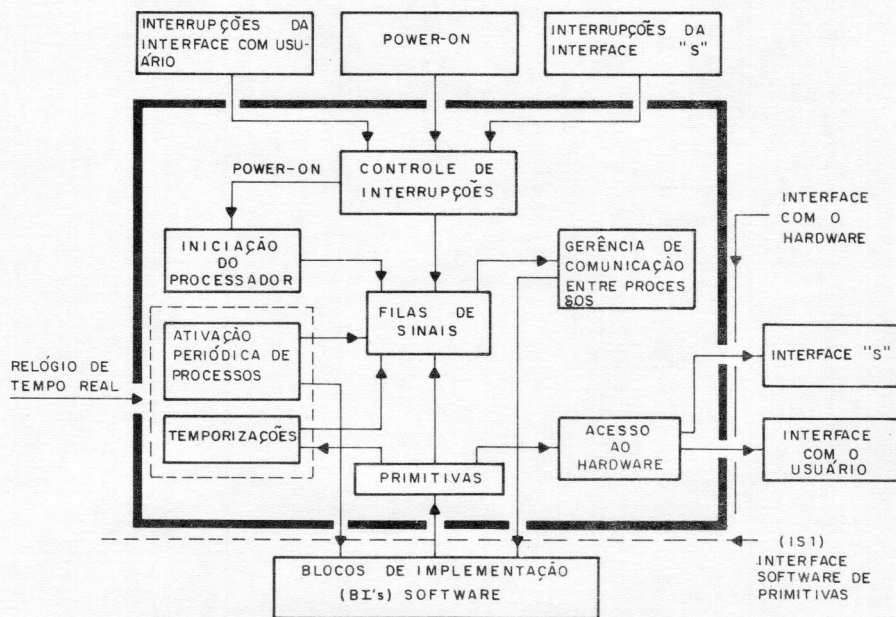 INTERRUPÇÕES DA
INTERFACE COM USU-
ÁRIO
POWER-ON
INTERRUPÇÕES DA
INTERFACE "S"
POWER-ON
CONTROLE DE
INTERRUPÇÕES
INTERFACE
COM O
HARDWARE
INICIAÇÃO
DO
PROCESSADOR
GERÊNCIA DE
COMUNICAÇÃO
ENTRE PROCES
SOS
FILAS DE
SINAIS
ATIVAÇÃO
PERIÓDICA DE
PROCESSOS
INTERFACE "S"
RELÓGIO DE
TEMPO REAL
TEMPORIZAÇÕES
ACESSO
AO
HARDWARE
INTERFACE
COM O
USUÁRIO
PRIMITIVAS
(IS1)
INTERFACE
SOFTWARE DE
PRIMITIVAS
BLOCOS DE IMPLEMENTAÇÃO
(BI's) SOFTWARE